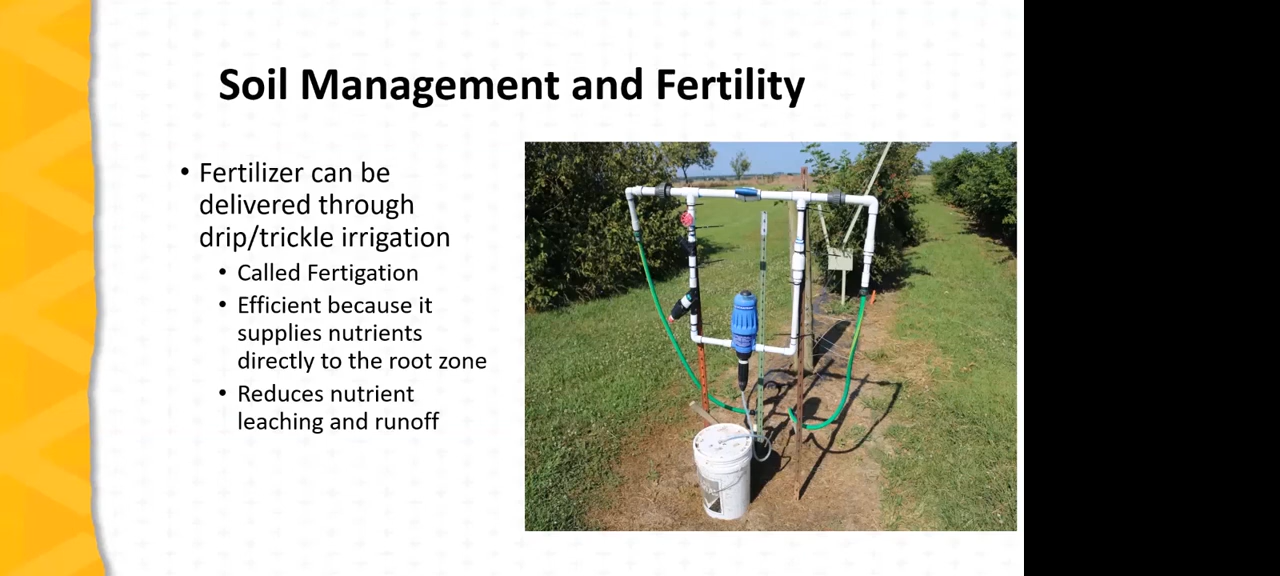 Soil Management and Fertility
• Fertilizer can be
delivered through
drip/trickle irrigation
• Called Fertigation
• Efficient because it
supplies nutrients
directly to the root zone
• Reduces nutrient
leaching and runoff